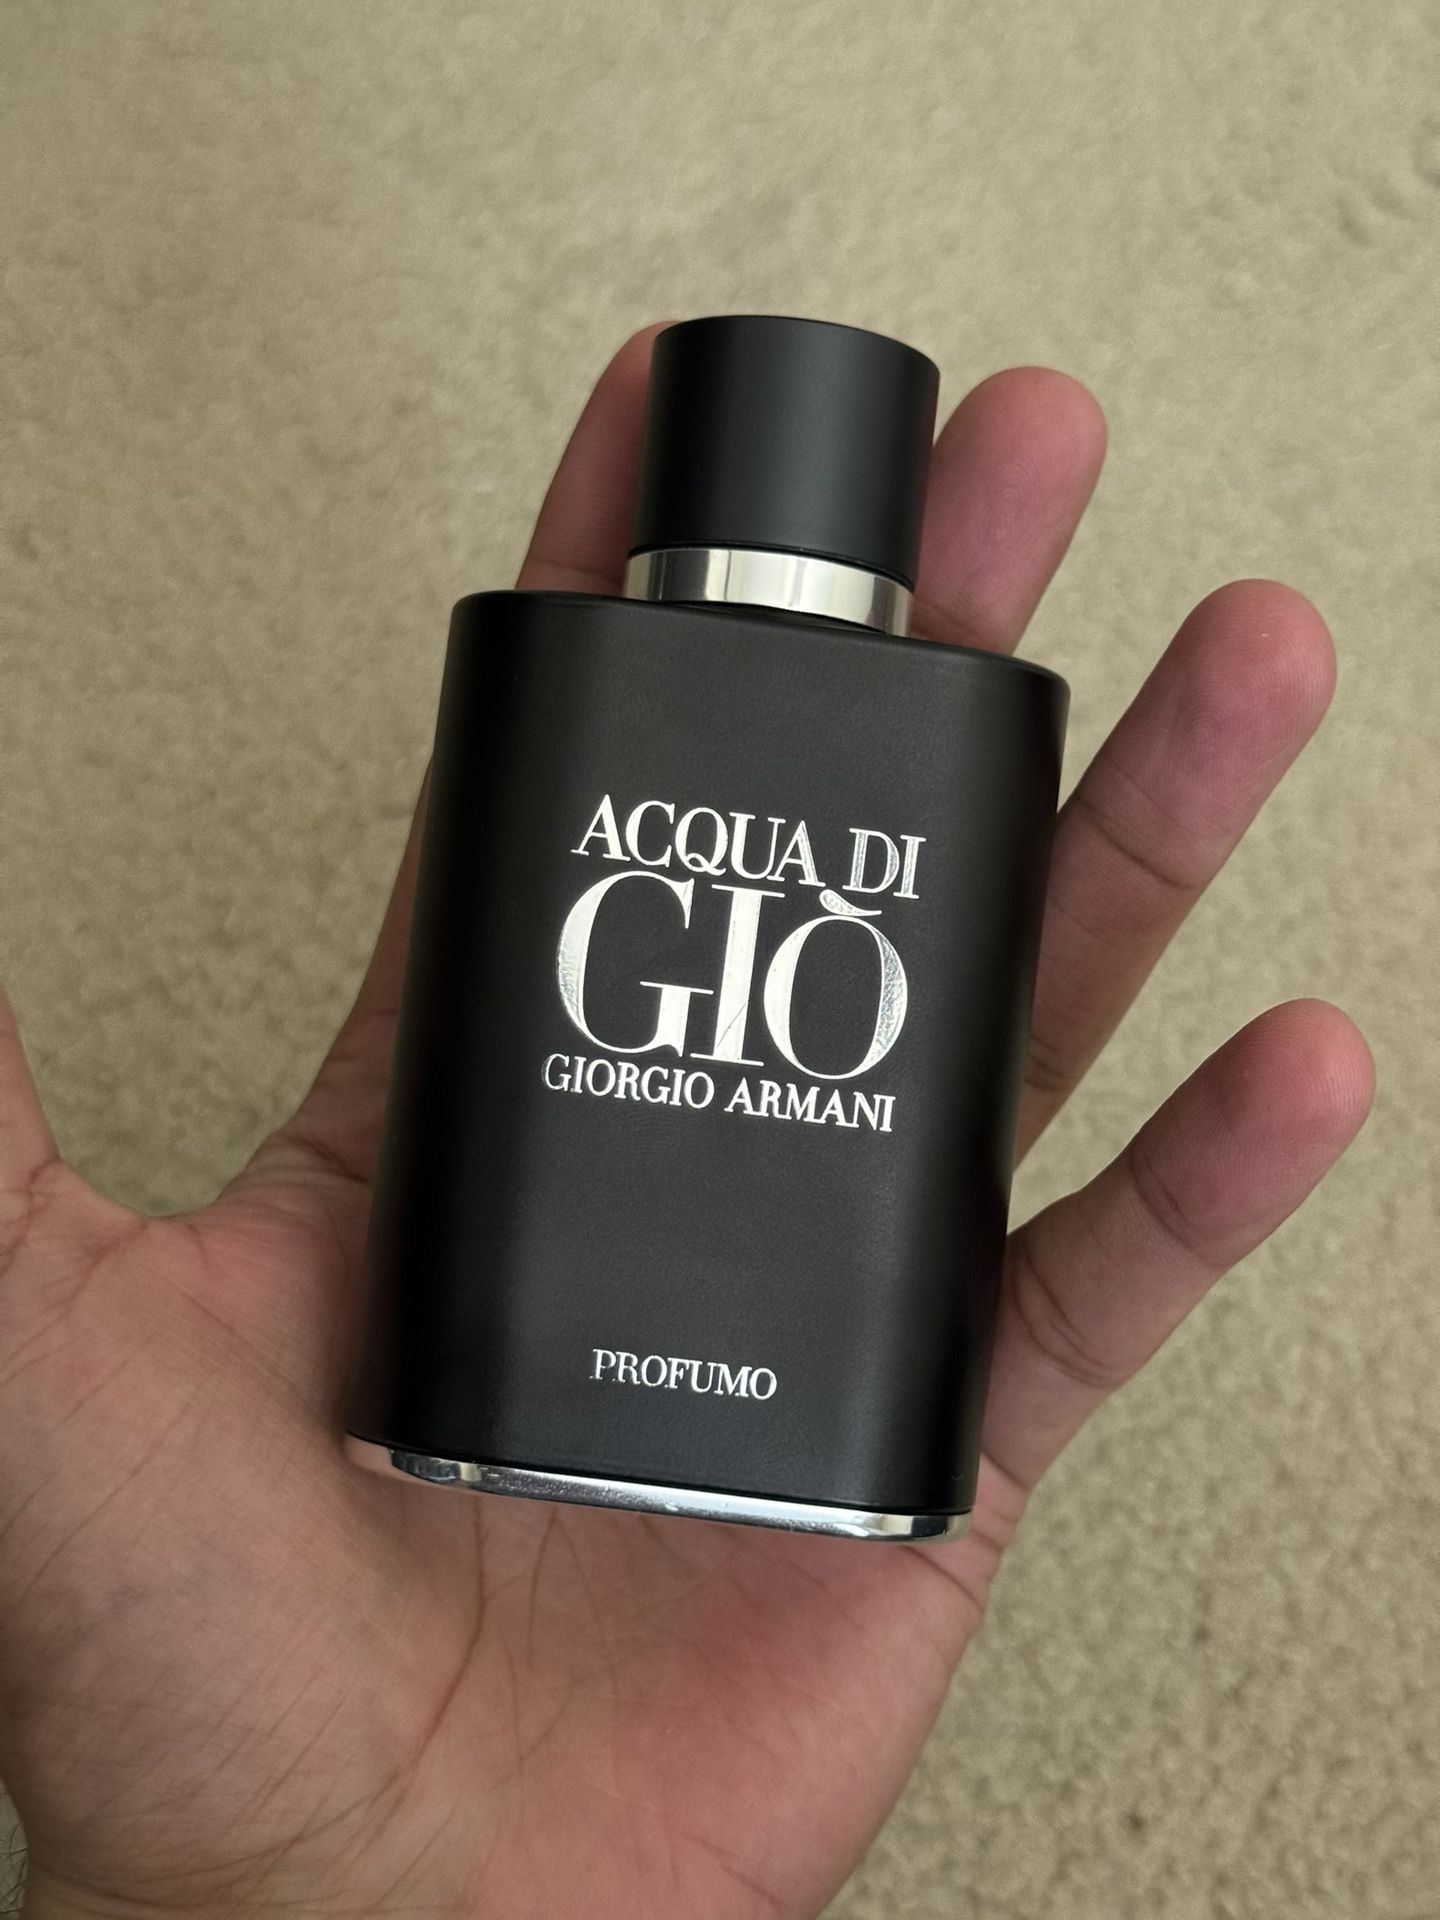 ACQUA DI
GIÒ
GIORGIO ARMANI
PROFUMO